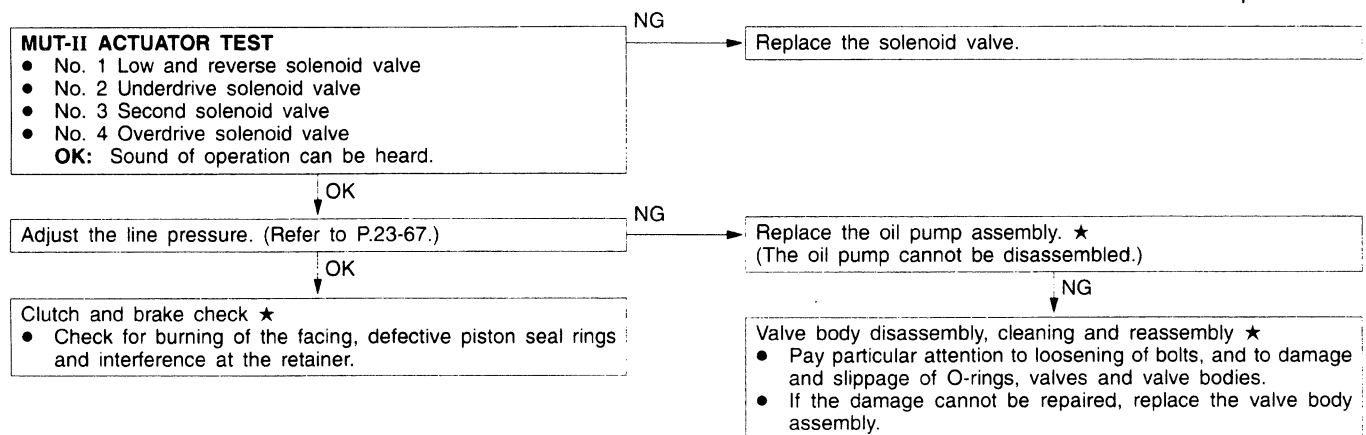 MUT-II ACTUATOR TEST
● No. 1 Low and reverse solenoid valve
● No. 2 Underdrive solenoid valve
● No. 3 Second solenoid valve
● No. 4 Overdrive solenoid valve
OK: Sound of operation can be heard.
NG
Replace the solenoid valve.
OK
Adjust the line pressure. (Refer to P.23-67.)
NG
Replace the oil pump assembly. ★
(The oil pump cannot be disassembled.)
OK
Clutch and brake check ★
● Check for burning of the facing, defective piston seal rings
and interference at the retainer.
NG
Valve body disassembly, cleaning and reassembly ★
● Pay particular attention to loosening of bolts, and to damage
and slippage of O-rings, valves and valve bodies.
● If the damage cannot be repaired, replace the valve body
assembly.